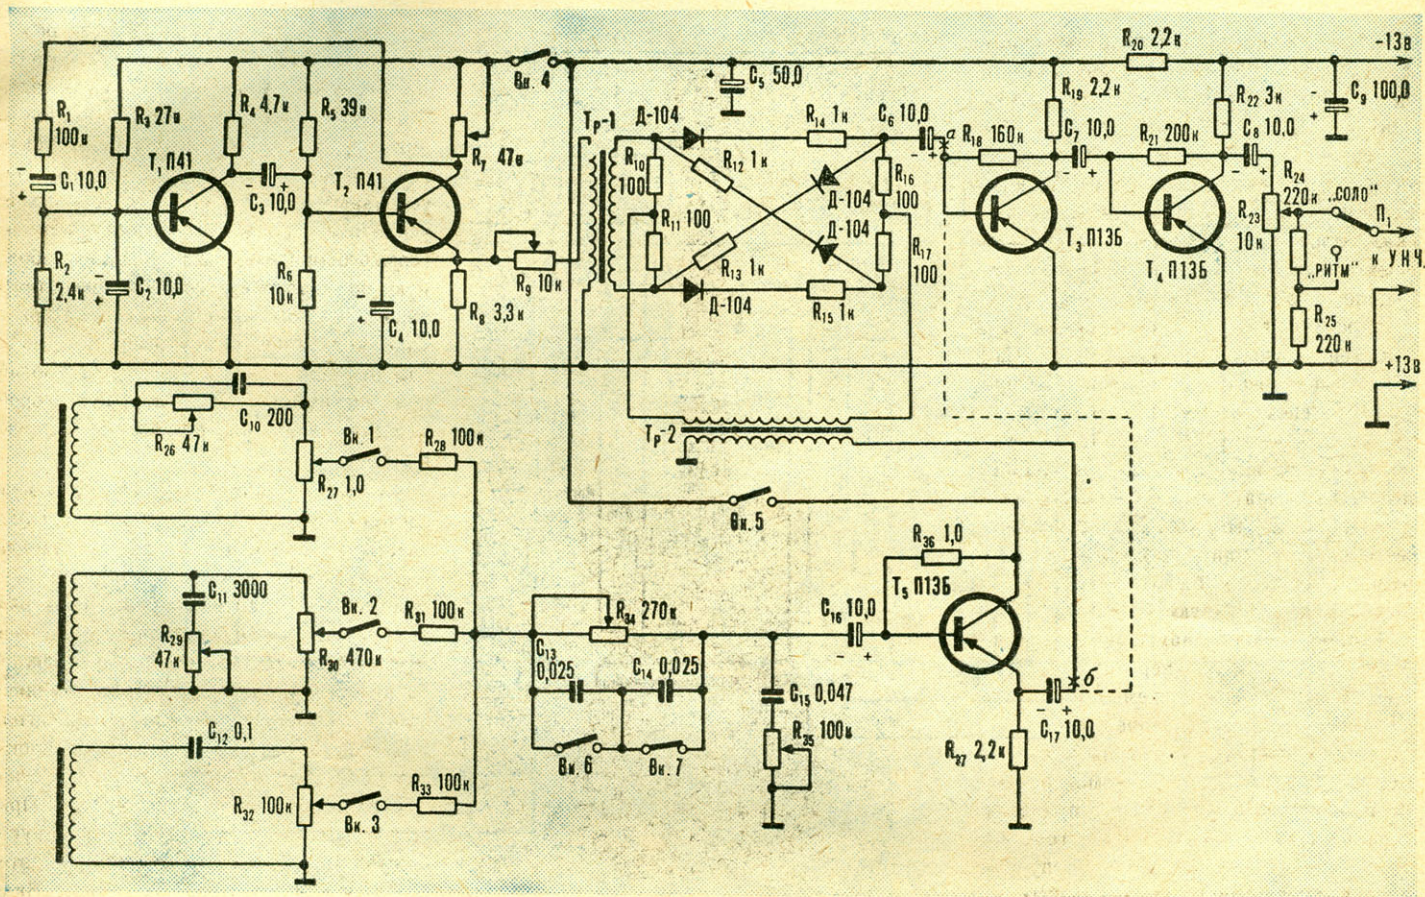 R₂₀ 2,2к
−13в
R₁ 100к
R₃ 27к
R₄ 4,7к
R₅ 39к
Вк. 4
C₅ 50,0
R₁₉ 2,2к
R₂₂ 3к
C₉ 100,0
Тр-1
Д-104
R₁₄ 1к
C₆ 10,0
а
R₁₈ 160к
C₇ 10,0
R₂₁ 200к
C₈ 10,0
R₇ 47к
T₁ П41
T₂ П41
C₁ 10,0
C₃ 10,0
R₁₀ 100
R₁₂ 1к
R₁₆ 100
Д-104
R₂₄ 220к
„СОЛО“
П₁
R₁₁ 100
Д-104
R₂₃ 10к
T₃ П13Б
T₄ П13Б
к УНЧ.
R₂ 2,4к
C₂ 10,0
R₆ 10к
R₉ 10к
R₁₃ 1к
R₁₇ 100
„РИТМ“
C₄ 10,0
R₈ 3,3к
Д-104
R₁₅ 1к
R₂₅ 220к
+13в
C₁₀ 200
R₂₆ 47к
Вк. 1
R₂₈ 100к
Тр-2
R₂₇ 1,0
Вк. 5
R₃₆ 1,0
C₁₁ 3000
Вк. 2
R₃₁ 100к
R₃₄ 270к
C₁₆ 10,0
T₅ П13Б
R₂₉ 47к
R₃₀ 470к
C₁₃ 0,025
C₁₄ 0,025
б
C₁₅ 0,047
C₁₇ 10,0
C₁₂ 0,1
Вк. 6
Вк. 7
R₃₅ 100к
R₃₇ 2,2к
R₃₂ 100к
Вк. 3
R₃₃ 100к